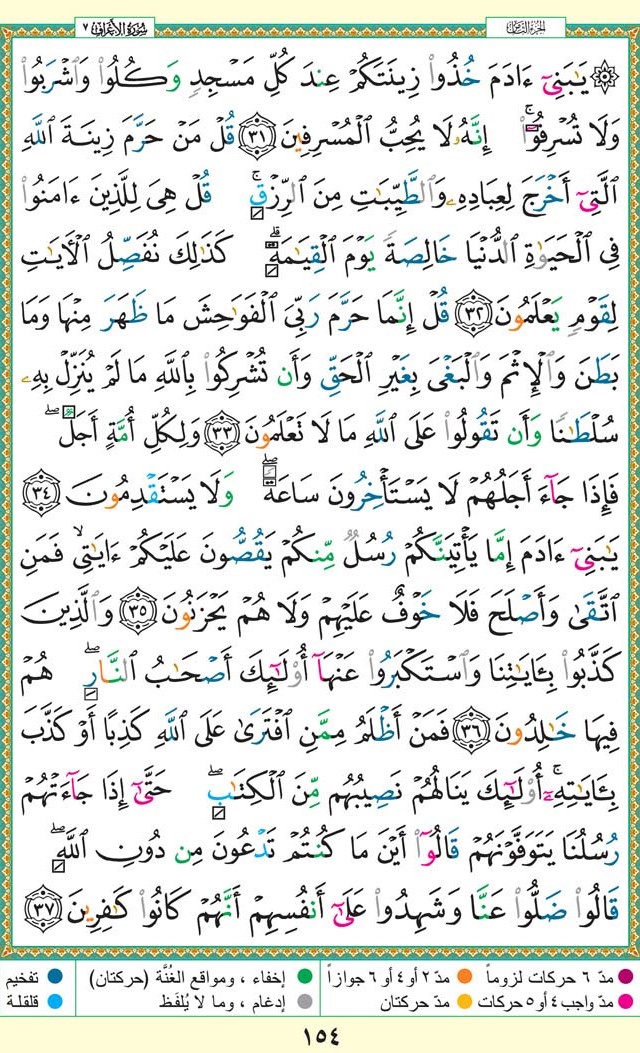 سُورَةُ الأَعْرَافِ ٧
الجزء الثامن
۞ يَـٰبَنِىٓ ءَادَمَ خُذُوا۟ زِينَتَكُمْ عِندَ كُلِّ مَسْجِدٍ وَكُلُوا۟ وَٱشْرَبُوا۟
وَلَا تُسْرِفُوٓا۟ ۚ إِنَّهُۥ لَا يُحِبُّ ٱلْمُسْرِفِينَ ٣١ قُلْ مَنْ حَرَّمَ زِينَةَ ٱللَّهِ
ٱلَّتِىٓ أَخْرَجَ لِعِبَادِهِۦ وَٱلطَّيِّبَـٰتِ مِنَ ٱلرِّزْقِ ۚ قُلْ هِىَ لِلَّذِينَ ءَامَنُوا۟
فِى ٱلْحَيَوٰةِ ٱلدُّنْيَا خَالِصَةً يَوْمَ ٱلْقِيَـٰمَةِ ۗ كَذَٰلِكَ نُفَصِّلُ ٱلْـَٔايَـٰتِ
لِقَوْمٍ يَعْلَمُونَ ٣٢ قُلْ إِنَّمَا حَرَّمَ رَبِّىَ ٱلْفَوَٰحِشَ مَا ظَهَرَ مِنْهَا وَمَا
بَطَنَ وَٱلْإِثْمَ وَٱلْبَغْىَ بِغَيْرِ ٱلْحَقِّ وَأَن تُشْرِكُوا۟ بِٱللَّهِ مَا لَمْ يُنَزِّلْ بِهِۦ
سُلْطَـٰنًا وَأَن تَقُولُوا۟ عَلَى ٱللَّهِ مَا لَا تَعْلَمُونَ ٣٣ وَلِكُلِّ أُمَّةٍ أَجَلٌ ۖ
فَإِذَا جَآءَ أَجَلُهُمْ لَا يَسْتَأْخِرُونَ سَاعَةً ۖ وَلَا يَسْتَقْدِمُونَ ٣٤
يَـٰبَنِىٓ ءَادَمَ إِمَّا يَأْتِيَنَّكُمْ رُسُلٌ مِّنكُمْ يَقُصُّونَ عَلَيْكُمْ ءَايَـٰتِى ۙ فَمَنِ
ٱتَّقَىٰ وَأَصْلَحَ فَلَا خَوْفٌ عَلَيْهِمْ وَلَا هُمْ يَحْزَنُونَ ٣٥ وَٱلَّذِينَ
كَذَّبُوا۟ بِـَٔايَـٰتِنَا وَٱسْتَكْبَرُوا۟ عَنْهَآ أُو۟لَـٰٓئِكَ أَصْحَـٰبُ ٱلنَّارِ ۖ هُمْ
فِيهَا خَـٰلِدُونَ ٣٦ فَمَنْ أَظْلَمُ مِمَّنِ ٱفْتَرَىٰ عَلَى ٱللَّهِ كَذِبًا أَوْ كَذَّبَ
بِـَٔايَـٰتِهِۦٓ ۚ أُو۟لَـٰٓئِكَ يَنَالُهُمْ نَصِيبُهُم مِّنَ ٱلْكِتَـٰبِ ۖ حَتَّىٰٓ إِذَا جَآءَتْهُمْ
رُسُلُنَا يَتَوَفَّوْنَهُمْ قَالُوٓا۟ أَيْنَ مَا كُنتُمْ تَدْعُونَ مِن دُونِ ٱللَّهِ ۖ
قَالُوا۟ ضَلُّوا۟ عَنَّا وَشَهِدُوا۟ عَلَىٰٓ أَنفُسِهِمْ أَنَّهُمْ كَانُوا۟ كَـٰفِرِينَ ٣٧
مدّ ٦ حركات لزوماً مدّ ٢ أو ٤ أو ٦ جوازاً إخفاء ، ومواقع الغُنَّة (حركتان) تفخيم
مدّ واجب ٤ أو ٥ حركات مدّ حركتان إدغام ، وما لا يُلفَظ قلقلة
١٥٤